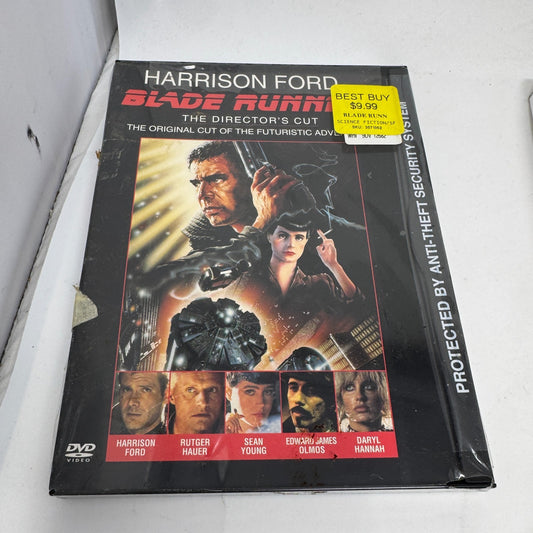 HARRISON FORD
BLADE RUNN
THE DIRECTOR'S CUT
THE ORIGINAL CUT OF THE FUTURISTIC ADVE
BEST BUY
$9.99
BLADE RUNN
SCIENCE FICTION/SF
PROTECTED BY ANTI-THEFT SECURITY SYSTEM
HARRISON
FORD
RUTGER
HAUER
SEAN
YOUNG
EDWARD JAMES
OLMOS
DARYL
HANNAH
DVD
VIDEO